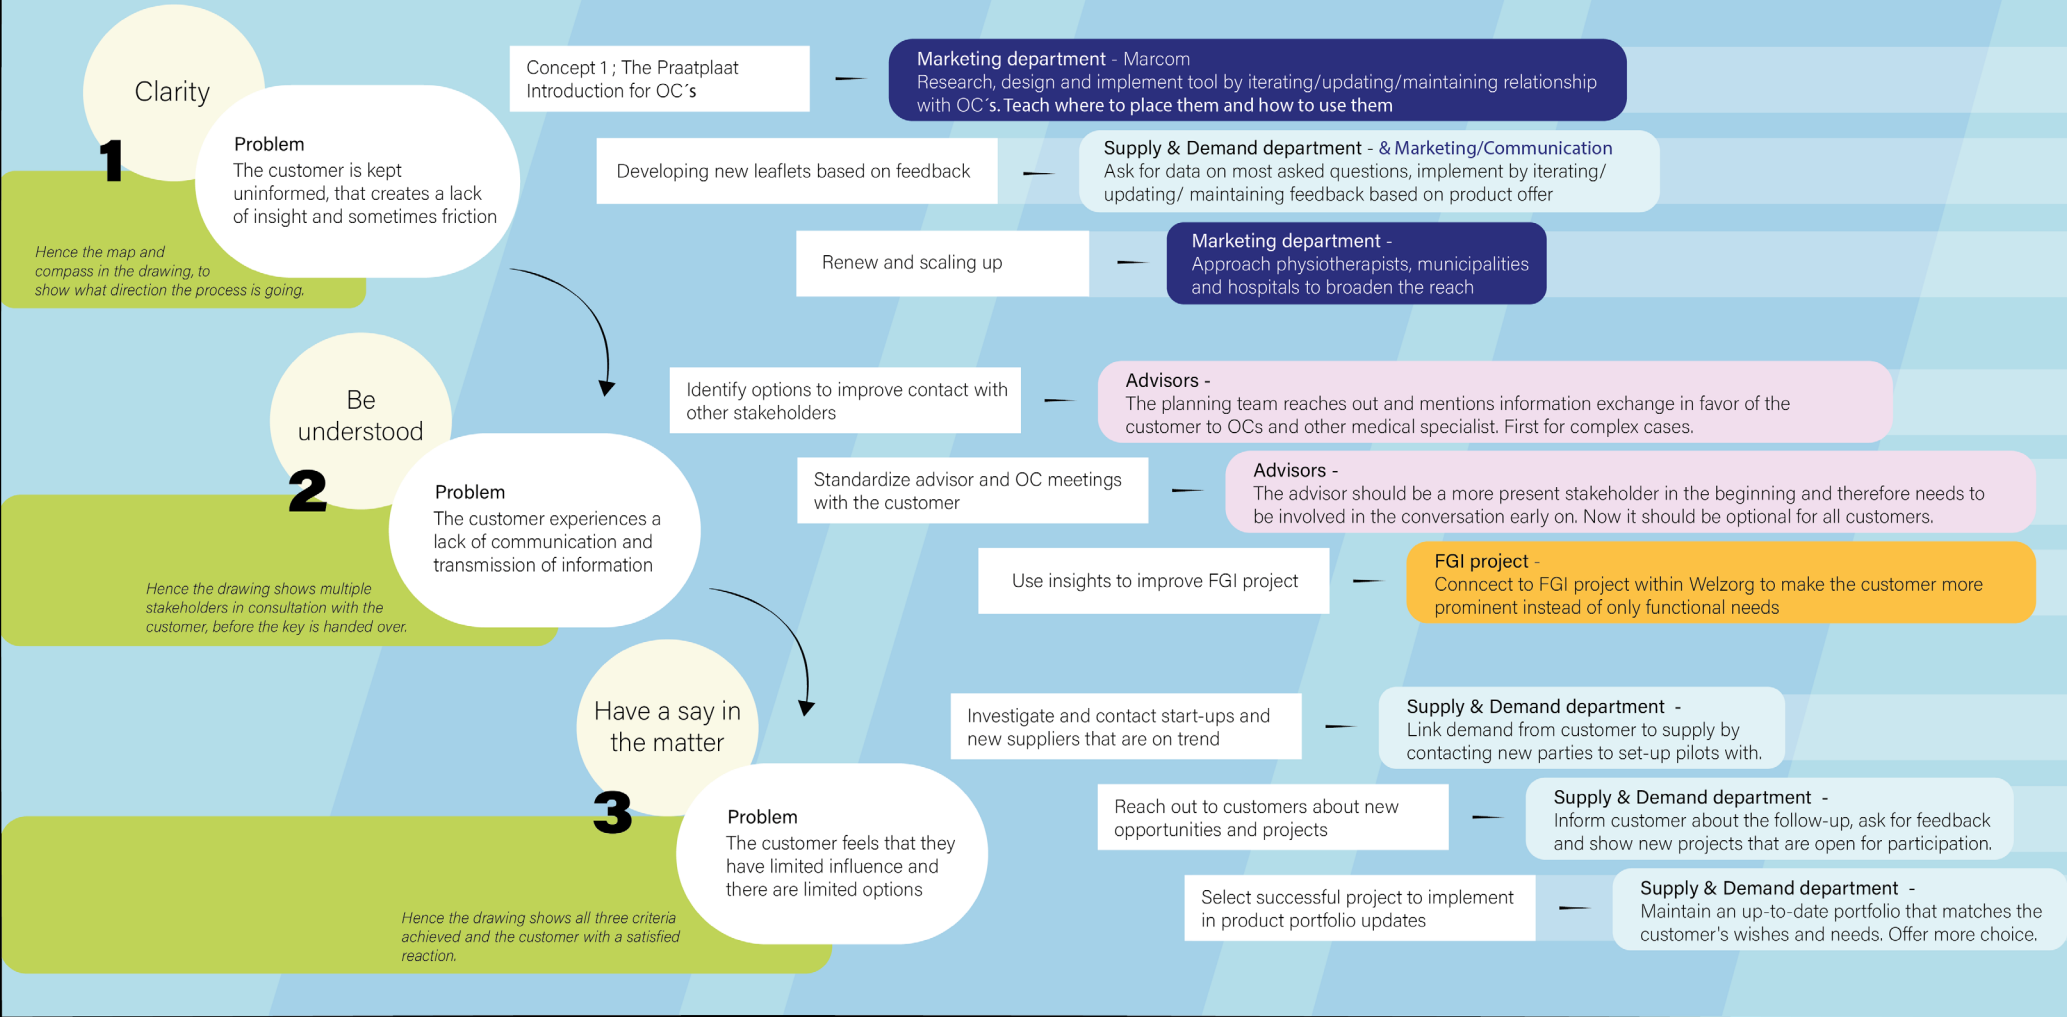 Clarity
1
Problem
The customer is kept
uninformed, that creates a lack
of insight and sometimes friction
Hence the map and
compass in the drawing, to
show what direction the process is going.
Concept 1 ; The Praatplaat
Introduction for OC´s
Marketing department - Marcom
Research, design and implement tool by iterating/updating/maintaining relationship
with OC´s. Teach where to place them and how to use them
Developing new leaflets based on feedback
Supply & Demand department - & Marketing/Communication
Ask for data on most asked questions, implement by iterating/
updating/ maintaining feedback based on product offer
Renew and scaling up
Marketing department -
Approach physiotherapists, municipalities
and hospitals to broaden the reach
Be
understood
2
Problem
The customer experiences a
lack of communication and
transmission of information
Hence the drawing shows multiple
stakeholders in consultation with the
customer, before the key is handed over.
Identify options to improve contact with
other stakeholders
Advisors -
The planning team reaches out and mentions information exchange in favor of the
customer to OCs and other medical specialist. First for complex cases.
Standardize advisor and OC meetings
with the customer
Advisors -
The advisor should be a more present stakeholder in the beginning and therefore needs to
be involved in the conversation early on. Now it should be optional for all customers.
Use insights to improve FGI project
FGI project -
Conncect to FGI project within Welzorg to make the customer more
prominent instead of only functional needs
Have a say in
the matter
3
Problem
The customer feels that they
have limited influence and
there are limited options
Hence the drawing shows all three criteria
achieved and the customer with a satisfied
reaction.
Investigate and contact start-ups and
new suppliers that are on trend
Supply & Demand department -
Link demand from customer to supply by
contacting new parties to set-up pilots with.
Reach out to customers about new
opportunities and projects
Supply & Demand department -
Inform customer about the follow-up, ask for feedback
and show new projects that are open for participation.
Select successful project to implement
in product portfolio updates
Supply & Demand department -
Maintain an up-to-date portfolio that matches the
customer's wishes and needs. Offer more choice.